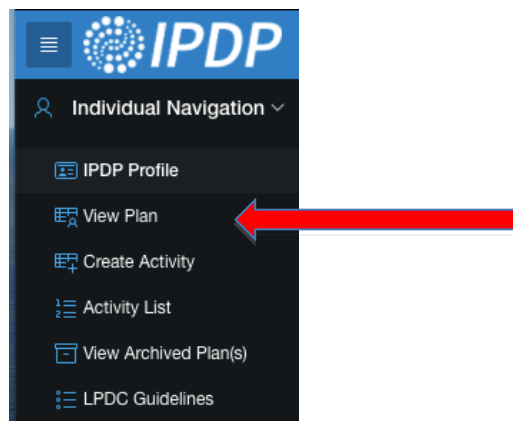 IPDP
Individual Navigation
IPDP Profile
View Plan
Create Activity
Activity List
View Archived Plan(s)
LPDC Guidelines